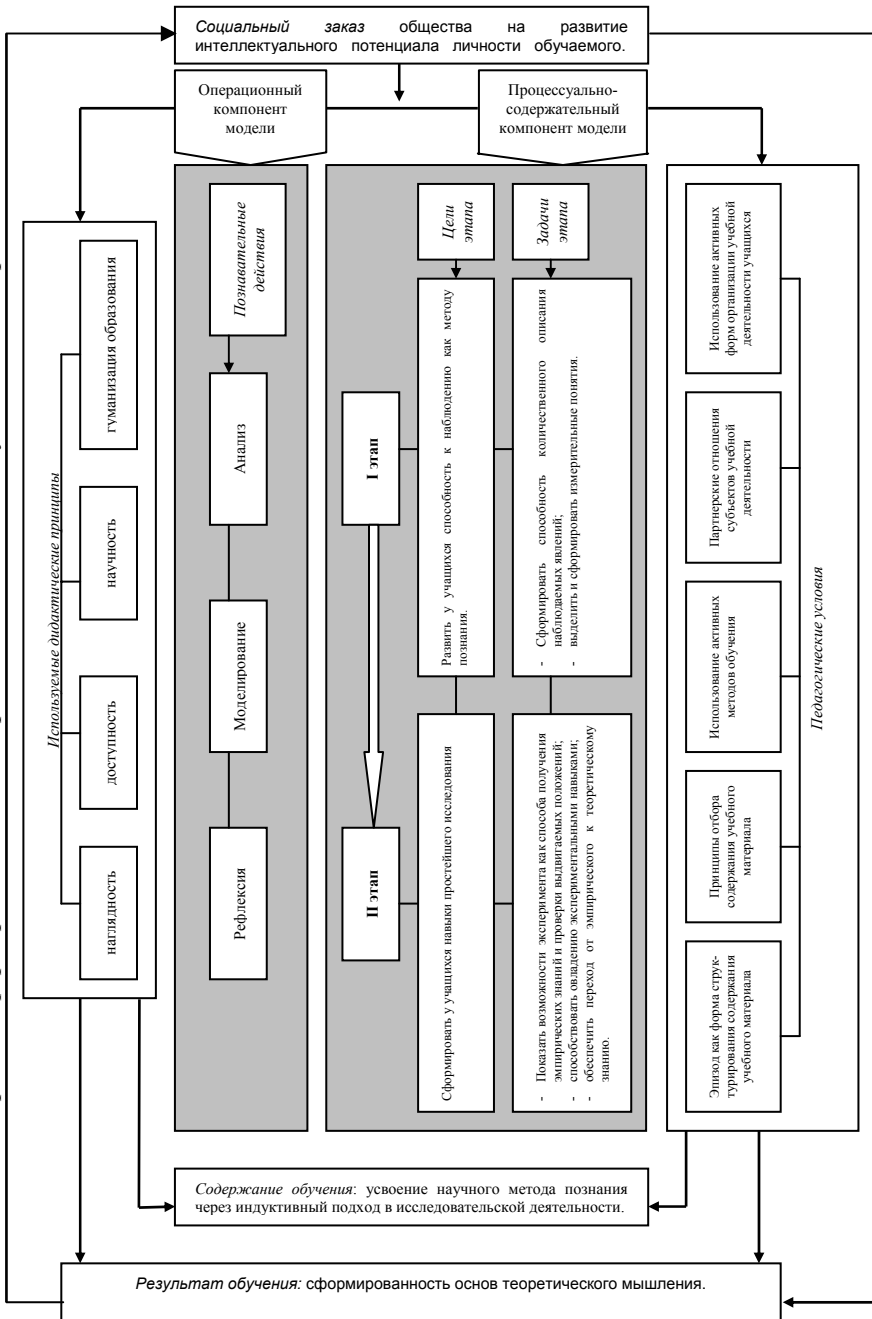 Социальный заказ общества на развитие
интеллектуального потенциала личности обучаемого.
Операционный
компонент
модели
Процессуально-
содержательный
компонент модели
Используемые дидактические принципы
гуманизация образования
научность
доступность
наглядность
Познавательные
действия
Анализ
Моделирование
Рефлексия
I этап
II этап
Цели
этапа
Развить у учащихся способность к наблюдению как методу
познания.
Сформировать у учащихся навыки простейшего исследования
Задачи
этапа
- Сформировать способность количественного описания
наблюдаемых явлений;
- выделить и сформировать измерительные понятия.
- Показать возможности эксперимента как способа получения
эмпирических знаний и проверки выдвигаемых положений;
- способствовать овладению экспериментальными навыками;
- обеспечить переход от эмпирического к теоретическому
знанию.
Использование активных
форм организации учебной
деятельности учащихся
Партнерские отношения
субъектов учебной
деятельности
Использование активных
методов обучения
Принципы отбора
содержания учебного
материала
Эпизод как форма струк-
турирования содержания
учебного материала
Педагогические условия
Содержание обучения: усвоение научного метода познания
через индуктивный подход в исследовательской деятельности.
Результат обучения: сформированность основ теоретического мышления.